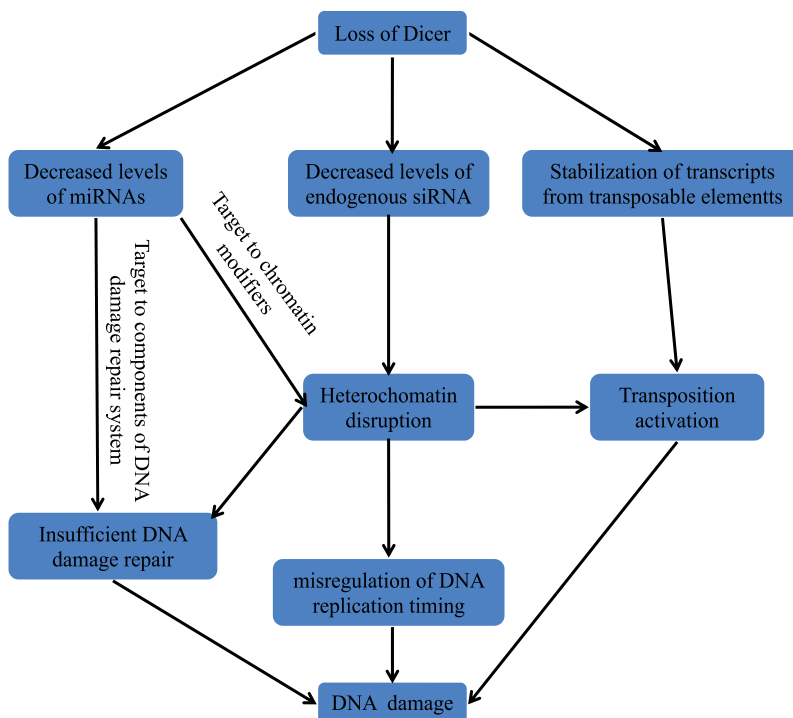 Loss of Dicer
Decreased levels
of miRNAs
Decreased levels of
endogenous siRNA
Stabilization of transcripts
from transposable elementts
Target to chromatin
modifiers
Target to components of DNA
damage repair system
Heterochomatin
disruption
Transposition
activation
Insufficient DNA
damage repair
misregulation of DNA
replication timing
DNA damage